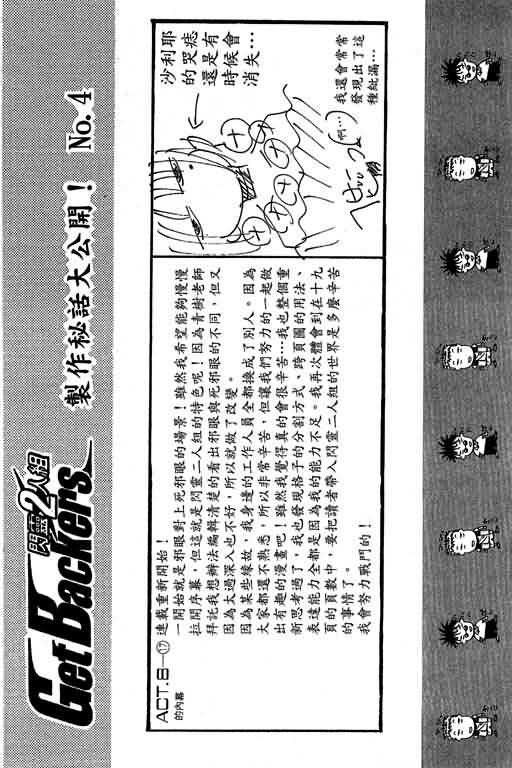 閃靈2人組
GetBackers
製作秘話大公開！ No.4
沙利耶
的哭痣
還是有
時候會
消失…
我還會常常
發現出了這
種紕漏…
(啊…)
ACT.8—⑰
的內幕
連載重新開始！
一開始就是邪眼對上死邪眼的場景！雖然我希望能夠慢慢
拉開序幕，但這就是閃靈二人組的特色呢！因為青樹老師
拜託我想辦法編輯清楚的看出邪眼與死邪眼的不同，但又
因為太過深入也不好，所以就做了改變。
因為某些緣故，我身邊的工作人員全都換成了別人。因為
大家都還不熟悉，所以非常辛苦，但讓我們努力的一起做
出有趣的漫畫吧！雖然我覺得真的會很辛苦…我也整個重
新思考過了，我也發現格子的分割方式、跨頁圖的用法、
表達能力全都是因為我的能力不足。我再次體會到在十九
頁的頁數中，要把讀者帶入閃靈二人組的世界是多麼辛苦
的事情了。
我會努力戰鬥的！